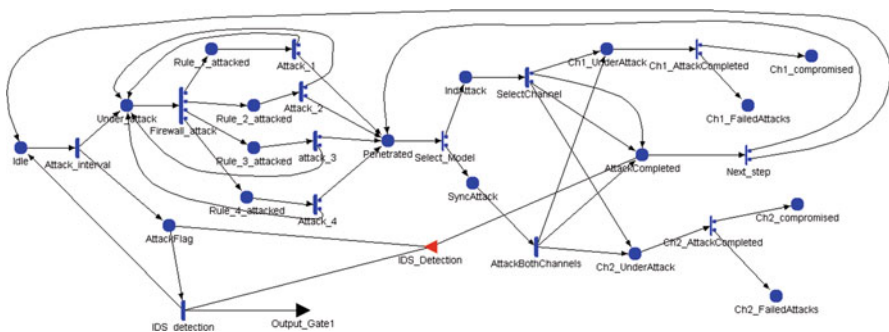 Rule_1_attacked
Attack_1
Ch1_UnderAttack
Ch1_AttackCompleted
Ch1_compromised
IndAttack
SelectChannel
Under_attack
Firewall_attack
Rule_2_attacked
Attack_2
Ch1_FailedAttacks
Idle
Attack_interval
Rule_3_attacked
attack_3
Penetrated
Select_Model
AttackCompleted
Next_step
SyncAttack
Rule_4_attacked
Attack_4
Ch2_compromised
AttackFlag
Ch2_AttackCompleted
IDS_Detection
AttackBothChannels
Ch2_UnderAttack
IDS_detection
Output_Gate1
Ch2_FailedAttacks